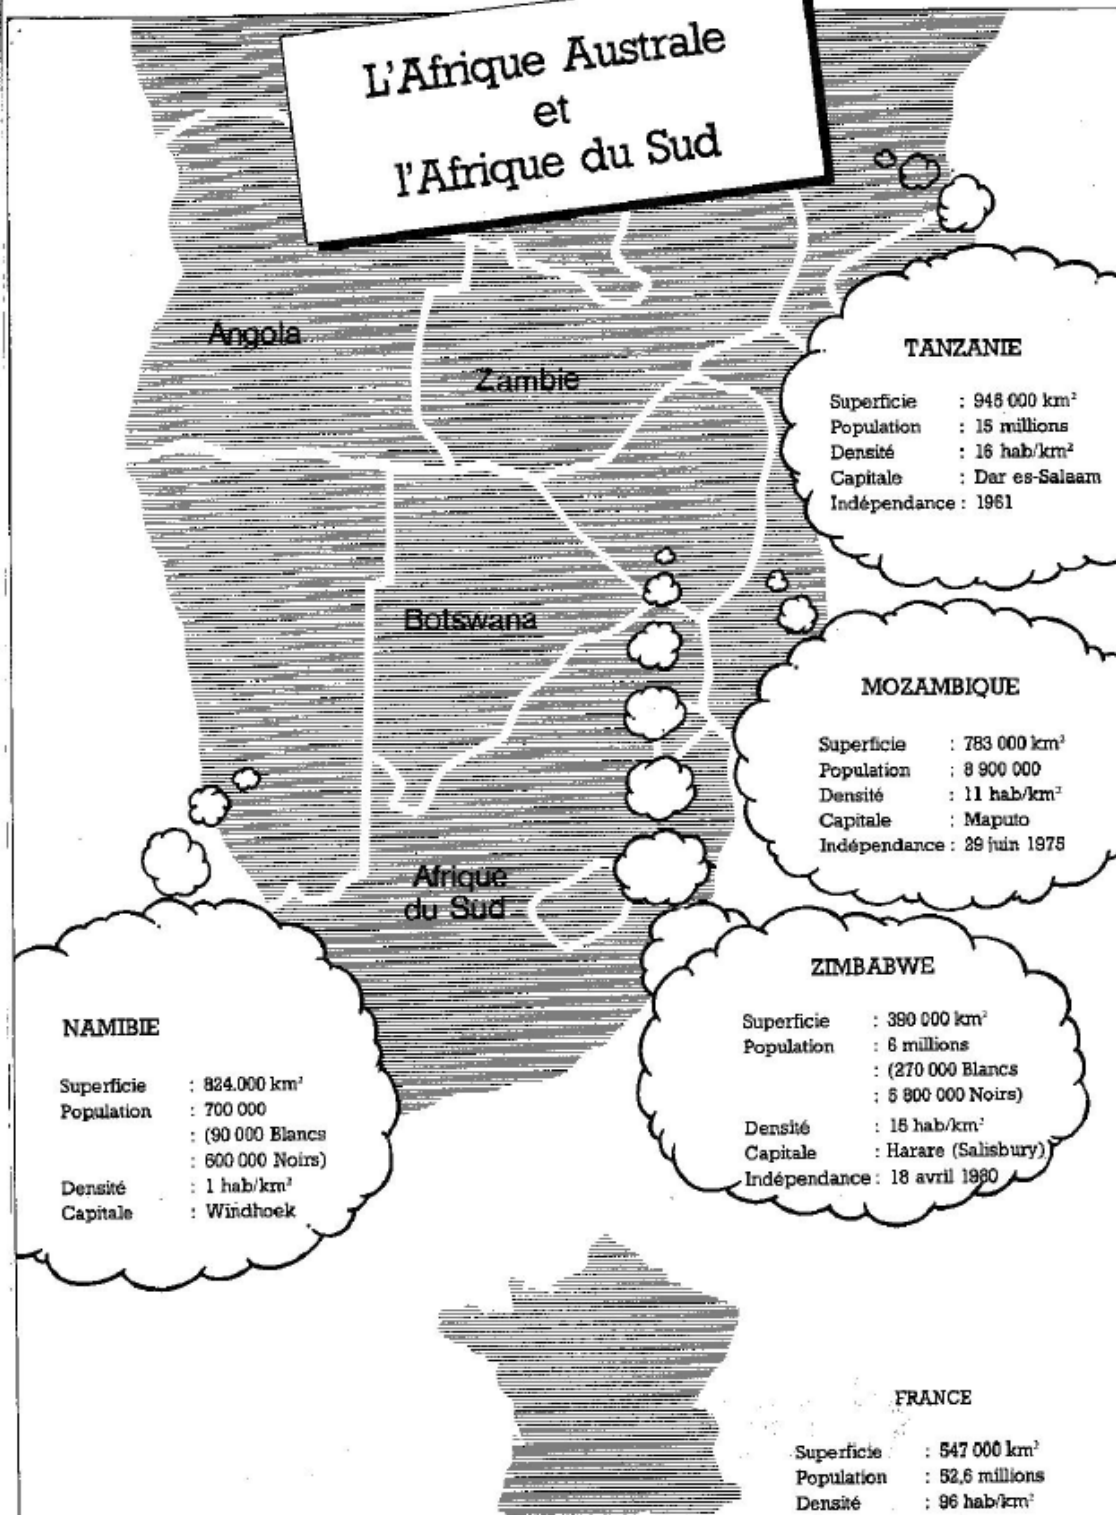 L'Afrique Australe
et
l'Afrique du Sud
Angola
Zambie
Botswana
Afrique
du Sud
TANZANIE
Superficie : 945 000 km²
Population : 15 millions
Densité : 16 hab/km²
Capitale : Dar es-Salaam
Indépendance : 1961
MOZAMBIQUE
Superficie : 783 000 km²
Population : 8 900 000
Densité : 11 hab/km²
Capitale : Maputo
Indépendance : 29 juin 1975
ZIMBABWE
Superficie : 390 000 km²
Population : 6 millions
: (270 000 Blancs
: 5 800 000 Noirs)
Densité : 15 hab/km²
Capitale : Harare (Salisbury)
Indépendance : 18 avril 1980
NAMIBIE
Superficie : 824.000 km²
Population : 700 000
: (90 000 Blancs
: 600 000 Noirs)
Densité : 1 hab/km²
Capitale : Windhoek
FRANCE
Superficie : 547 000 km²
Population : 52,6 millions
Densité : 96 hab/km²